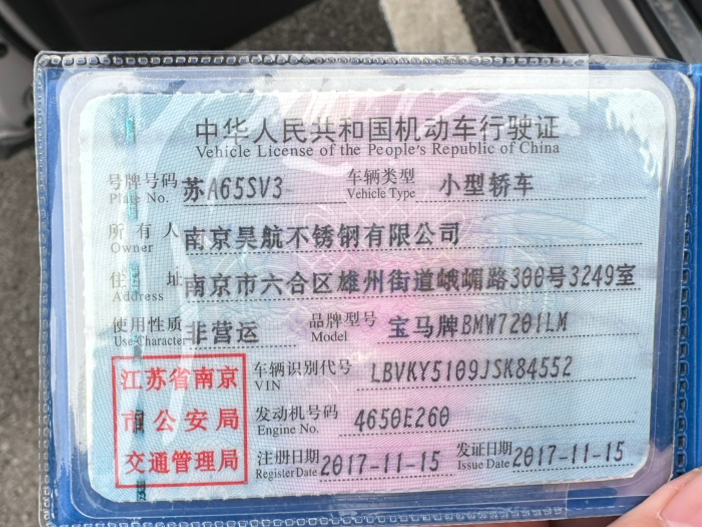 中华人民共和国机动车行驶证
Vehicle License of the People's Republic of China
号牌号码 苏A65SV3 车辆类型 小型轿车
Plate No. Vehicle Type
所有人 南京昊航不锈钢有限公司
Owner
住址 南京市六合区雄州街道峨嵋路300号3249室
Address
使用性质 非营运 品牌型号 宝马牌BMW7201LM
Use Character Model
江苏省南京 车辆识别代号 LBVKY5109JSK84552
VIN
市公安局 发动机号码 4650E260
Engine No.
交通管理局 注册日期 2017-11-15 发证日期 2017-11-15
Register Date Issue Date